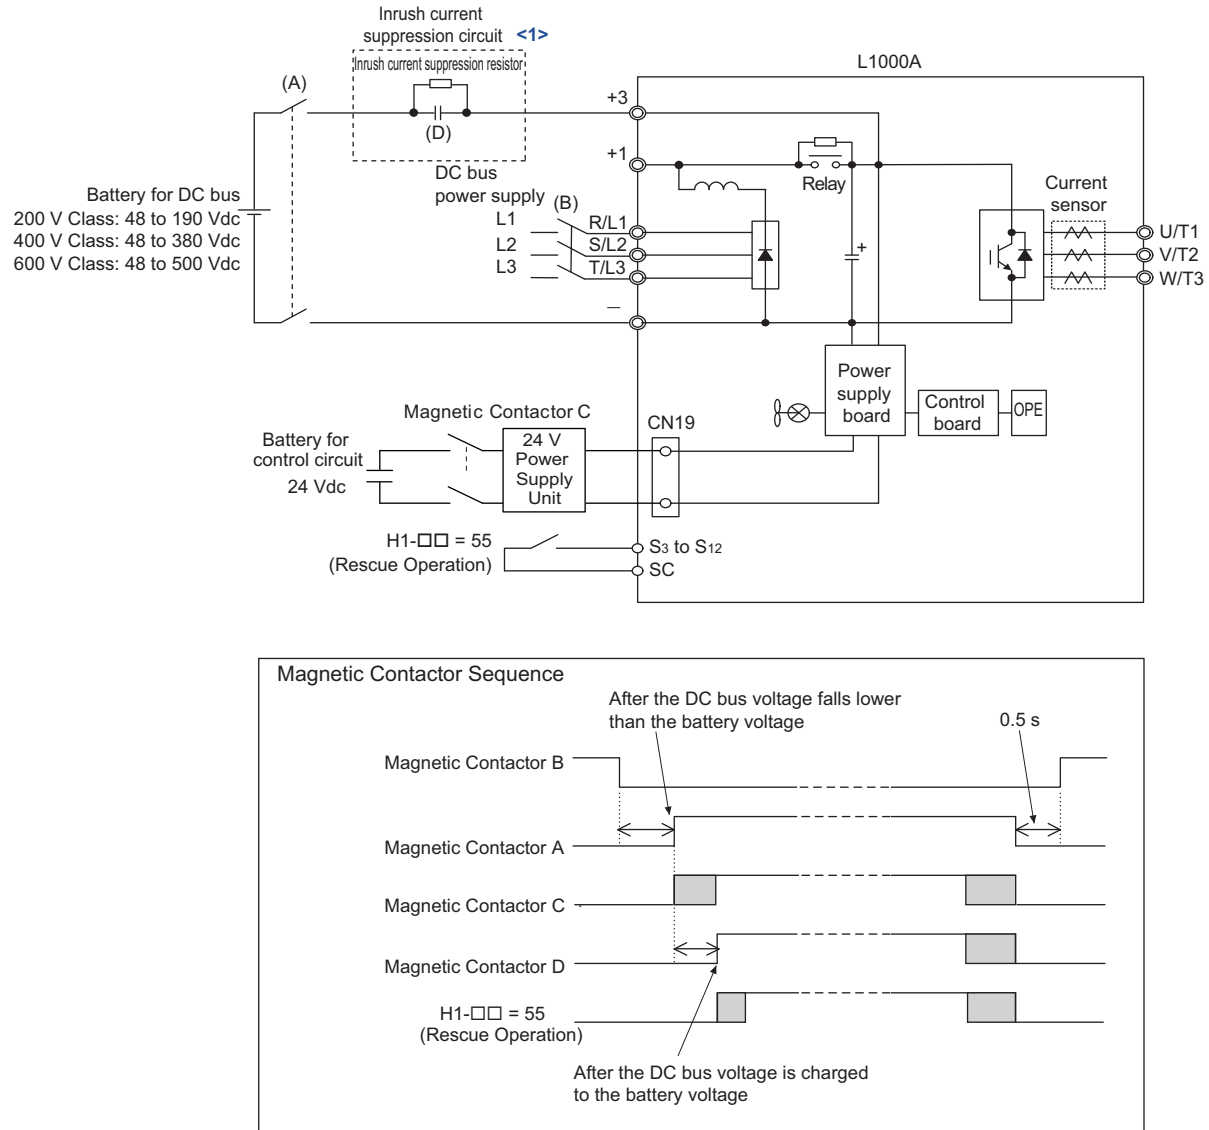 Inrush current
suppression circuit <1>
Inrush current suppression resistor
L1000A
(A)
+3
(D)
+1
DC bus
power supply
Relay
Current
sensor
Battery for DC bus
200 V Class: 48 to 190 Vdc
400 V Class: 48 to 380 Vdc
600 V Class: 48 to 500 Vdc
(B)
L1
R/L1
L2
S/L2
L3
T/L3
+
U/T1
V/T2
W/T3
–
Power
supply
board
Control
board
OPE
Magnetic Contactor C
CN19
Battery for
control circuit
24 Vdc
24 V
Power
Supply
Unit
H1-□□ = 55
(Rescue Operation)
S3 to S12
SC
Magnetic Contactor Sequence
After the DC bus voltage falls lower
than the battery voltage
0.5 s
Magnetic Contactor B
Magnetic Contactor A
Magnetic Contactor C
Magnetic Contactor D
H1-□□ = 55
(Rescue Operation)
After the DC bus voltage is charged
to the battery voltage